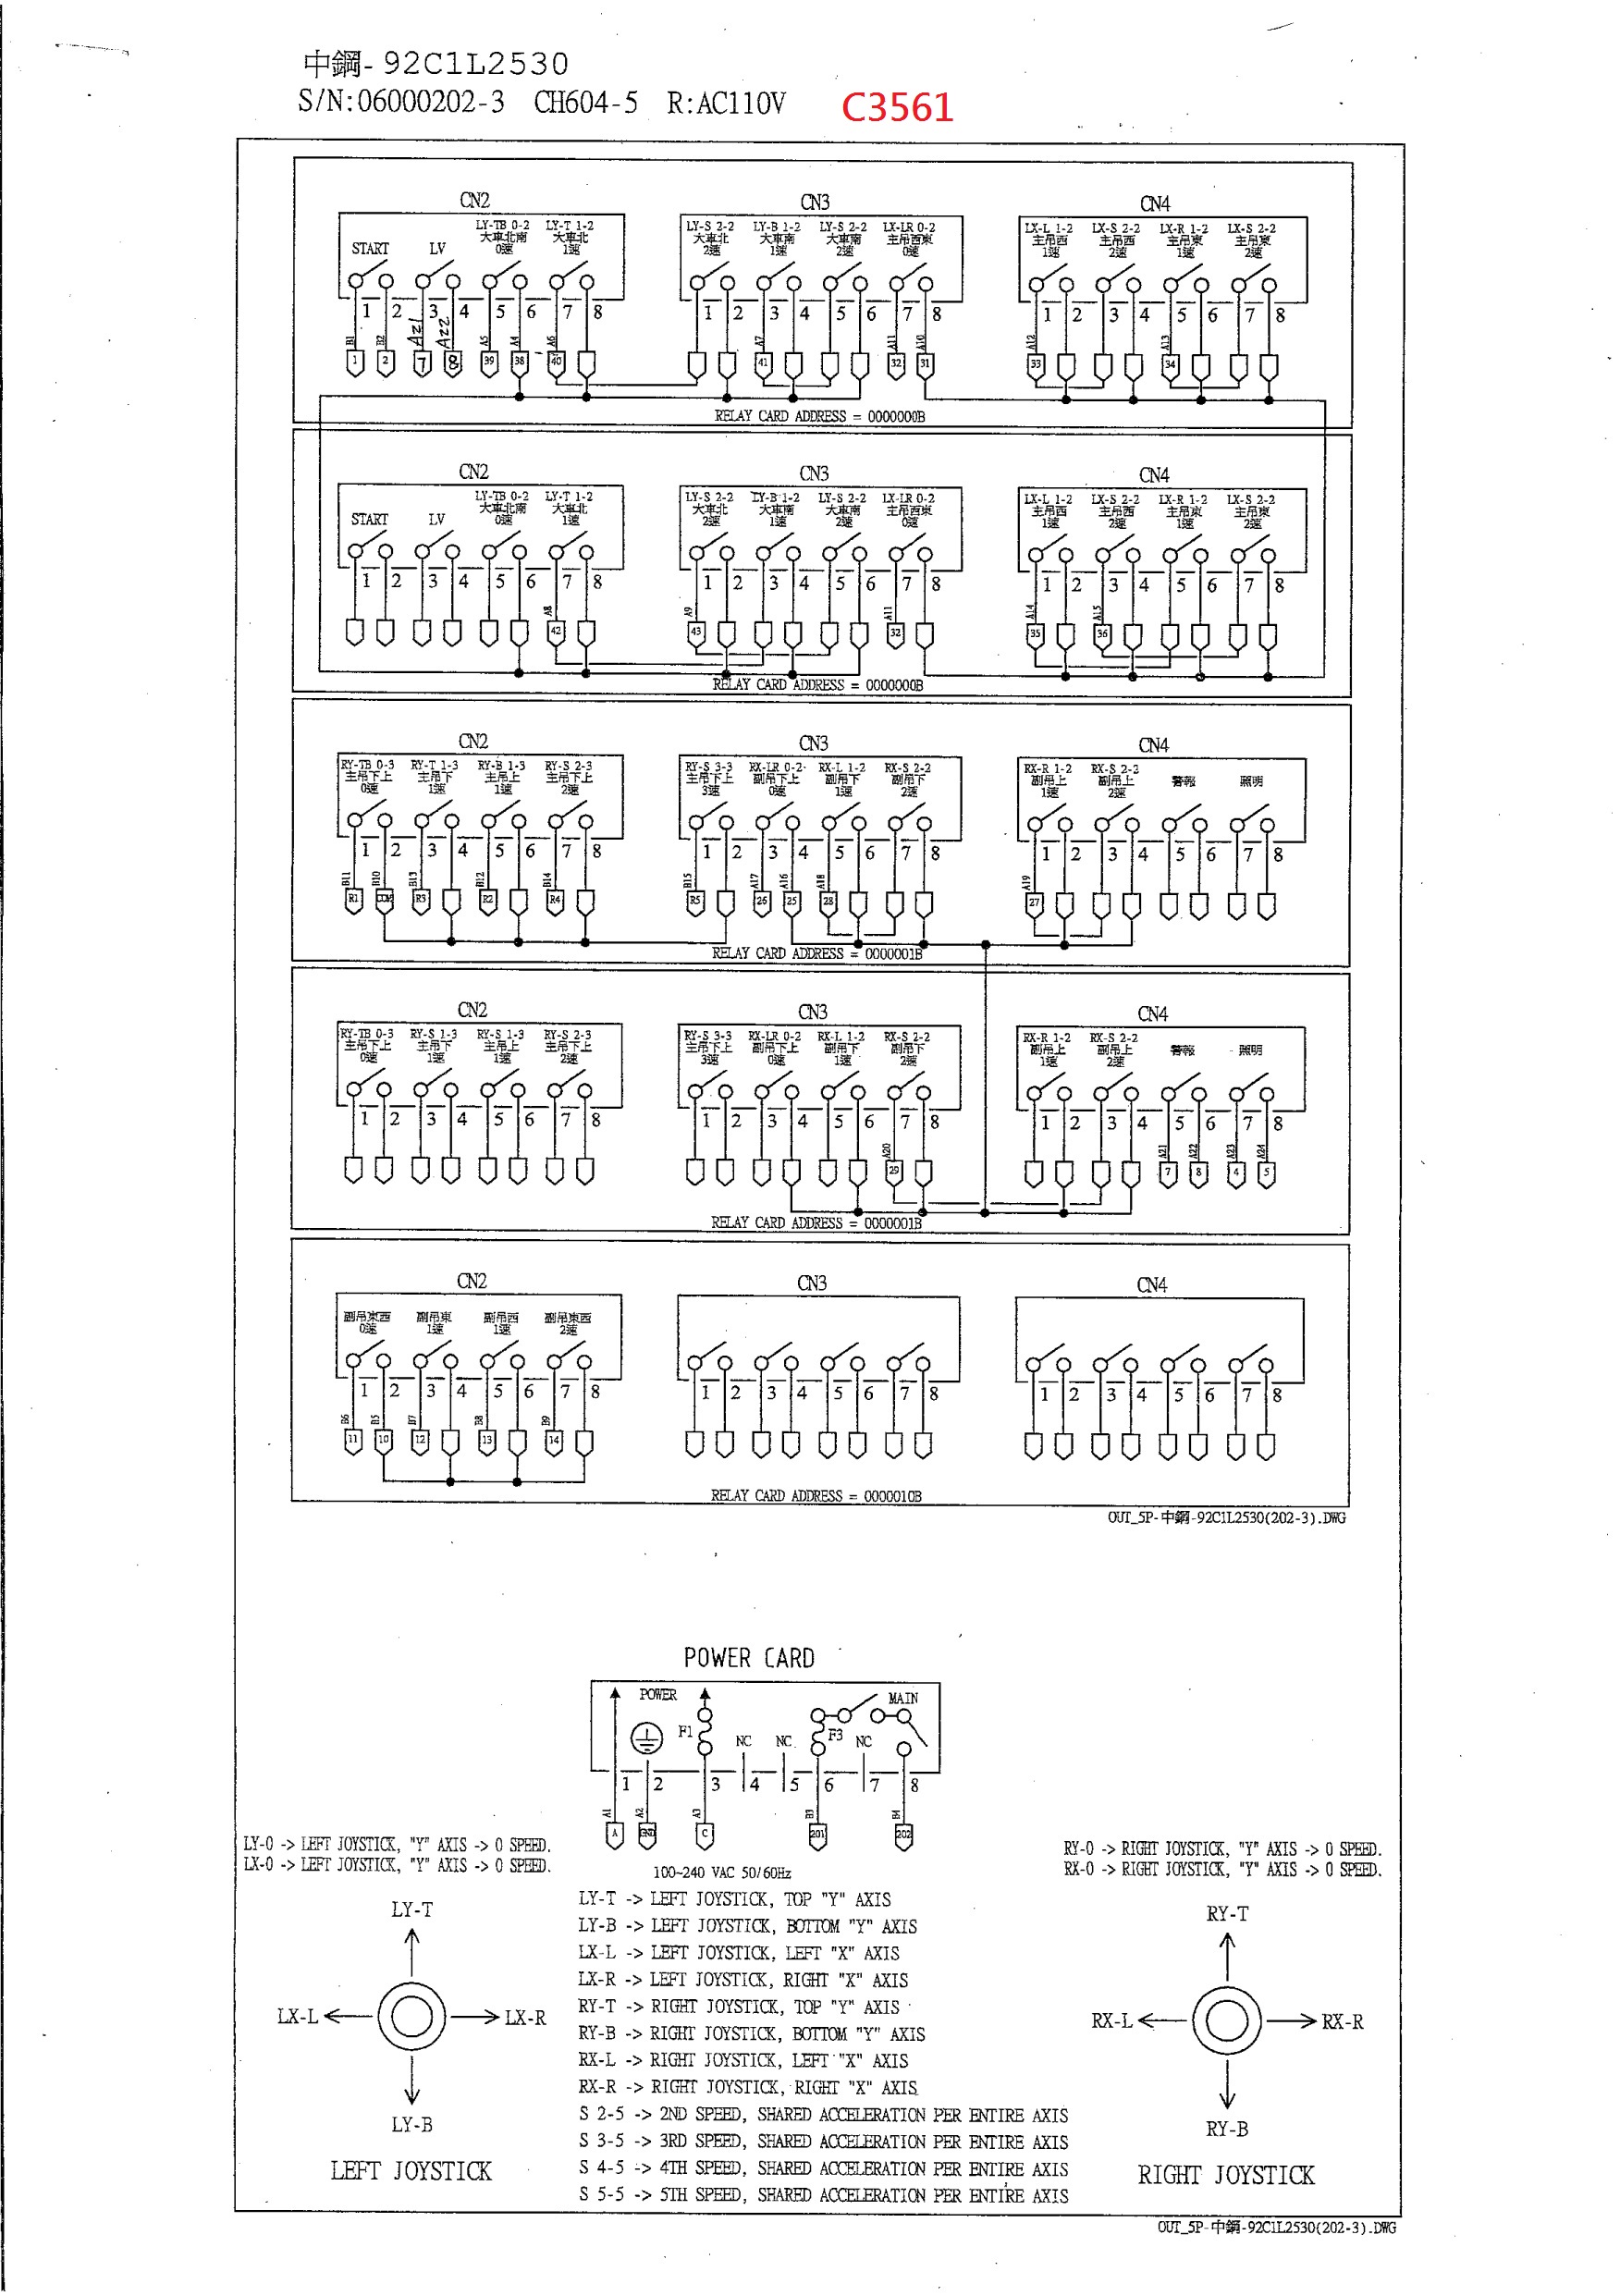 中鋼-92C1L2530
S/N:06000202-3 CH604-5 R:AC110V C3561
CN2 CN3 CN4
START LV LY-TB 0-2 大車北南 0速 LY-T 1-2 大車北 1速
LY-S 2-2 大車北 2速 LY-B 1-2 大車南 1速 LY-S 2-2 大車南 2速 LX-LR 0-2 主吊西東 0速
LX-L 1-2 主吊西 1速 LX-S 2-2 主吊西 2速 LX-R 1-2 主吊東 1速 LX-S 2-2 主吊東 2速
1 2 3 4 5 6 7 8 1 2 3 4 5 6 7 8 1 2 3 4 5 6 7 8
B1 B2 A21 A22 A5 A4 A6 A7 A11 A10 A12 A13
1 2 7 8 39 38 40 41 32 31 33 34
RELAY CARD ADDRESS = 0000000B
CN2 CN3 CN4
START LV LY-TB 0-2 大車北南 0速 LY-T 1-2 大車北 1速
LY-S 2-2 大車北 2速 LY-B 1-2 大車南 1速 LY-S 2-2 大車南 2速 LX-LR 0-2 主吊西東 0速
LX-L 1-2 主吊西 1速 LX-S 2-2 主吊西 2速 LX-R 1-2 主吊東 1速 LX-S 2-2 主吊東 2速
1 2 3 4 5 6 7 8 1 2 3 4 5 6 7 8 1 2 3 4 5 6 7 8
A8 A9 A11 A14 A15
42 43 32 35 36
RELAY CARD ADDRESS = 0000000B
CN2 CN3 CN4
RY-TB 0-3 主吊下上 0速 RY-T 1-3 主吊下 1速 RY-B 1-3 主吊上 1速 RY-S 2-3 主吊下上 2速
RY-S 3-3 主吊下上 3速 RX-LR 0-2 副吊下上 0速 RX-L 1-2 副吊下 1速 RX-S 2-2 副吊下 2速
RX-R 1-2 副吊上 1速 RX-S 2-2 副吊上 2速 警報 照明
1 2 3 4 5 6 7 8 1 2 3 4 5 6 7 8 1 2 3 4 5 6 7 8
B11 B10 B13 B12 B14 B15 A17 A16 A18 A19
R1 COM R3 R2 R4 R5 26 25 28 27
RELAY CARD ADDRESS = 0000001B
CN2 CN3 CN4
RY-TB 0-3 主吊下上 0速 RY-S 1-3 主吊下 1速 RY-S 1-3 主吊上 1速 RY-S 2-3 主吊下上 2速
RY-S 3-3 主吊下上 3速 RX-LR 0-2 副吊下上 0速 RX-L 1-2 副吊下 1速 RX-S 2-2 副吊下 2速
RX-R 1-2 副吊上 1速 RX-S 2-2 副吊上 2速 警報 照明
1 2 3 4 5 6 7 8 1 2 3 4 5 6 7 8 1 2 3 4 5 6 7 8
A20 A21 A22 A23 A24
29 7 8 4 5
RELAY CARD ADDRESS = 0000001B
CN2 CN3 CN4
副吊東西 0速 副吊東 1速 副吊西 1速 副吊東西 2速
1 2 3 4 5 6 7 8 1 2 3 4 5 6 7 8 1 2 3 4 5 6 7 8
B6 B5 B7 B8 B9
11 10 12 13 14
RELAY CARD ADDRESS = 0000010B
OUT_5P-中鋼-92C1L2530(202-3).DWG
POWER CARD
POWER MAIN
F1 NC NC F3 NC
1 2 3 4 5 6 7 8
A1 A2 A3 B3 B4
A GND C 201 202
100~240 VAC 50/60Hz
LY-0 -> LEFT JOYSTICK, "Y" AXIS -> 0 SPEED.
LX-0 -> LEFT JOYSTICK, "Y" AXIS -> 0 SPEED.
RY-0 -> RIGHT JOYSTICK, "Y" AXIS -> 0 SPEED.
RX-0 -> RIGHT JOYSTICK, "Y" AXIS -> 0 SPEED.
LY-T
LX-L LX-R
LY-B
LEFT JOYSTICK
LY-T -> LEFT JOYSTICK, TOP "Y" AXIS
LY-B -> LEFT JOYSTICK, BOTTOM "Y" AXIS
LX-L -> LEFT JOYSTICK, LEFT "X" AXIS
LX-R -> LEFT JOYSTICK, RIGHT "X" AXIS
RY-T -> RIGHT JOYSTICK, TOP "Y" AXIS
RY-B -> RIGHT JOYSTICK, BOTTOM "Y" AXIS
RX-L -> RIGHT JOYSTICK, LEFT "X" AXIS
RX-R -> RIGHT JOYSTICK, RIGHT "X" AXIS
S 2-5 -> 2ND SPEED, SHARED ACCELERATION PER ENTIRE AXIS
S 3-5 -> 3RD SPEED, SHARED ACCELERATION PER ENTIRE AXIS
S 4-5 -> 4TH SPEED, SHARED ACCELERATION PER ENTIRE AXIS
S 5-5 -> 5TH SPEED, SHARED ACCELERATION PER ENTIRE AXIS
RY-T
RX-L RX-R
RY-B
RIGHT JOYSTICK
OUT_5P-中鋼-92C1L2530(202-3).DWG